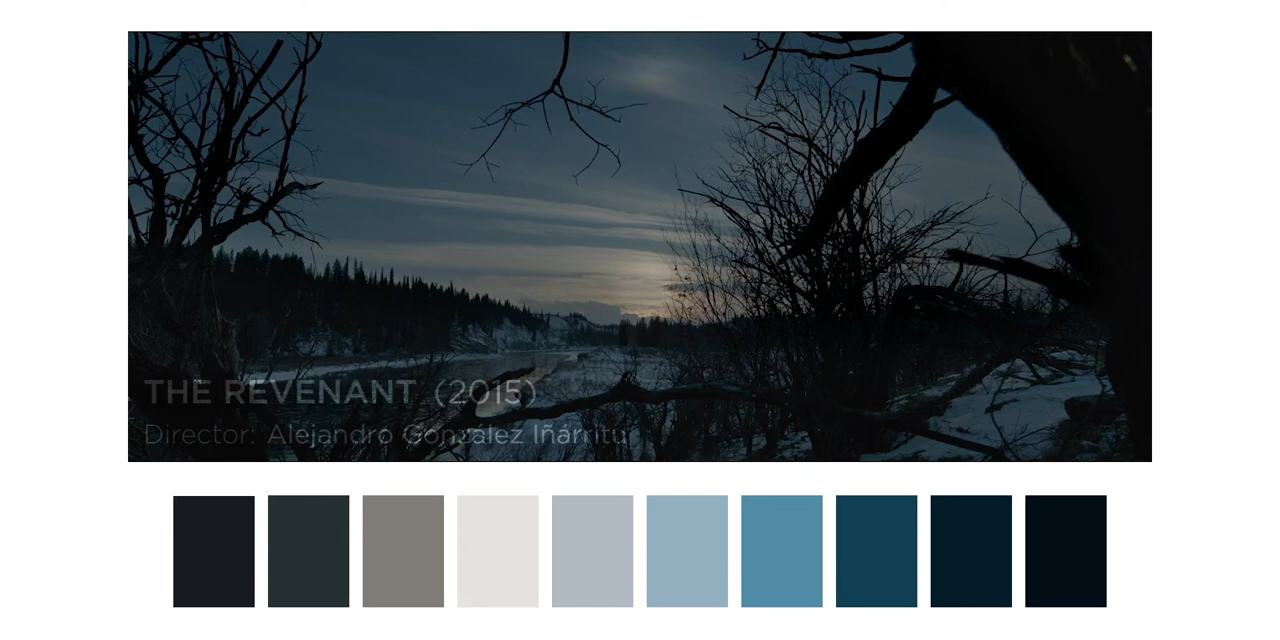 THE REVENANT (2015)
Director: Alejandro González Iñárritu